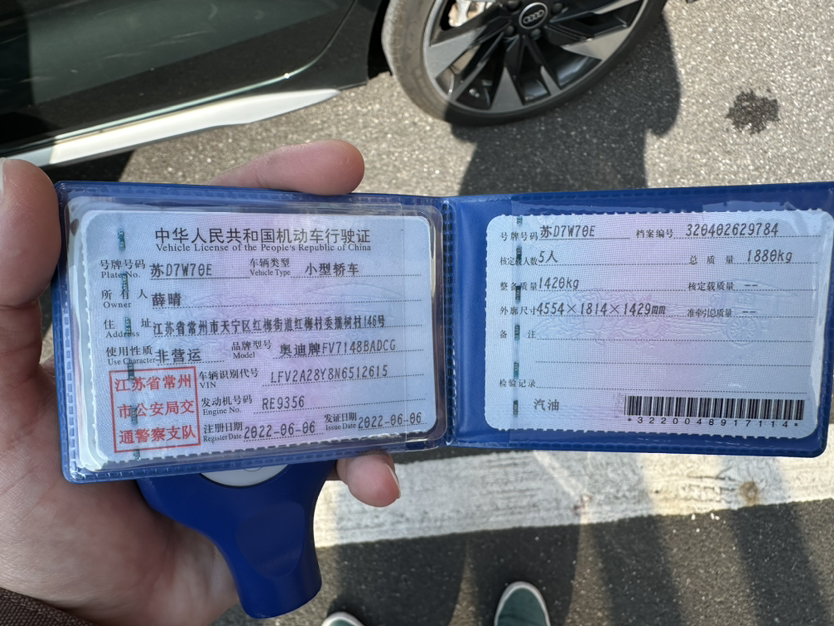 中华人民共和国机动车行驶证
Vehicle License of the People's Republic of China
号牌号码 苏D7W70E 车辆类型 小型轿车
Plate No. Vehicle Type
所有人 薛晴
Owner
住址 江苏省常州市天宁区红梅街道红梅村委雅树村146号
Address
使用性质 非营运 品牌型号 奥迪牌FV7148BADCG
Use Character Model
江苏省常州
市公安局交
通警察支队
车辆识别代号 LFV2A28Y8N6512615
VIN
发动机号码 RE9356
Engine No.
注册日期 2022-06-06 发证日期 2022-06-06
Register Date Issue Date
号牌号码 苏D7W70E 档案编号 320402629784
核定载人数 5人 总质量 1880kg
整备质量 1420kg 核定载质量 --
外廓尺寸 4554×1814×1429mm 准牵引总质量 --
备注
检验记录
汽油
*3220048917114*